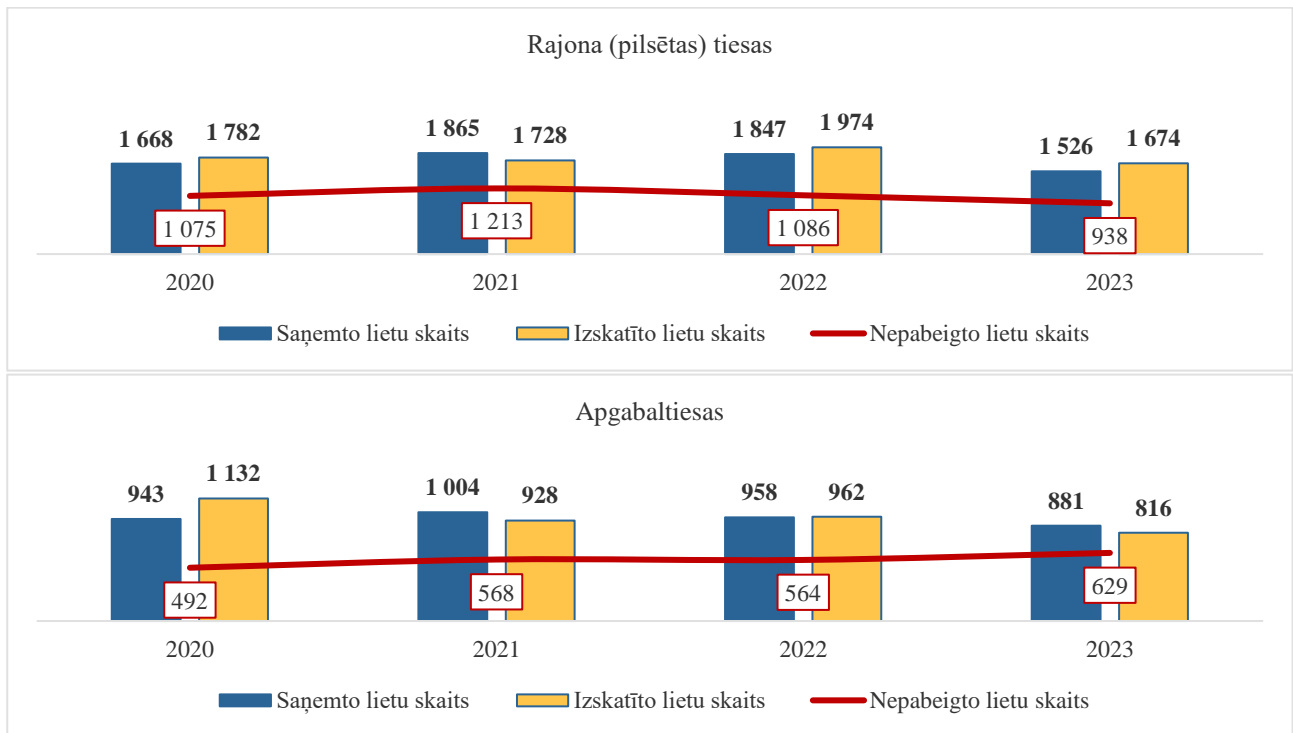 Rajona (pilsētas) tiesas
1 668 1 782 1 865 1 728 1 847 1 974 1 526 1 674
1 075 1 213 1 086 938
2020 2021 2022 2023
Saņemto lietu skaits Izskatīto lietu skaits Nepabeigto lietu skaits
Apgabaltiesas
943 1 132 1 004 928 958 962 881 816
492 568 564 629
2020 2021 2022 2023
Saņemto lietu skaits Izskatīto lietu skaits Nepabeigto lietu skaits